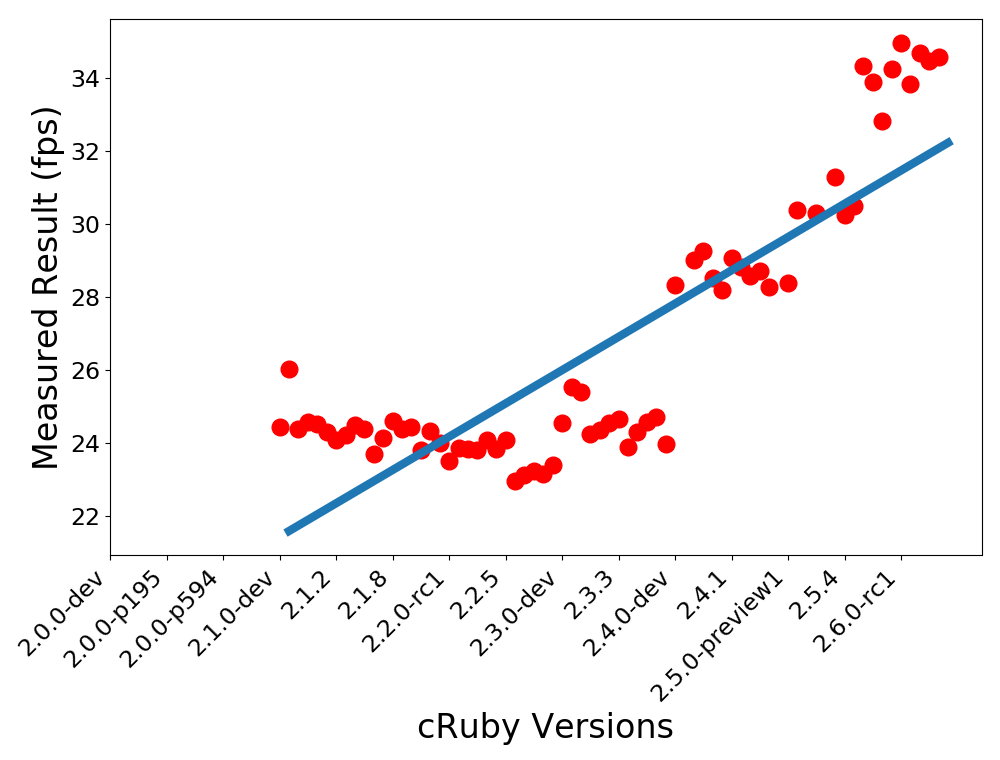 Measured Result (fps)
34
32
30
28
26
24
22
2.0.0-dev
2.0.0-p195
2.0.0-p594
2.1.0-dev
2.1.2
2.1.8
2.2.0-rc1
2.2.5
2.3.0-dev
2.3.3
2.4.0-dev
2.4.1
2.5.0-preview1
2.5.4
2.6.0-rc1
cRuby Versions